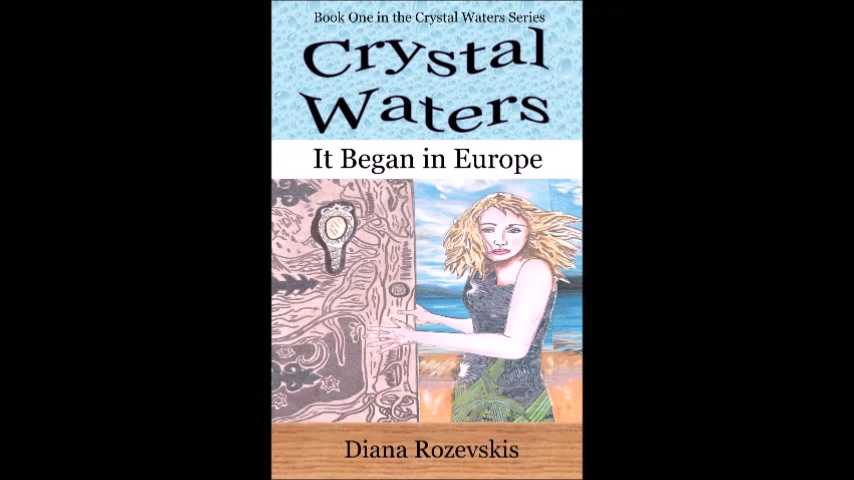 Book One in the Crystal Waters Series
Crystal
Waters
It Began in Europe
Diana Rozevskis